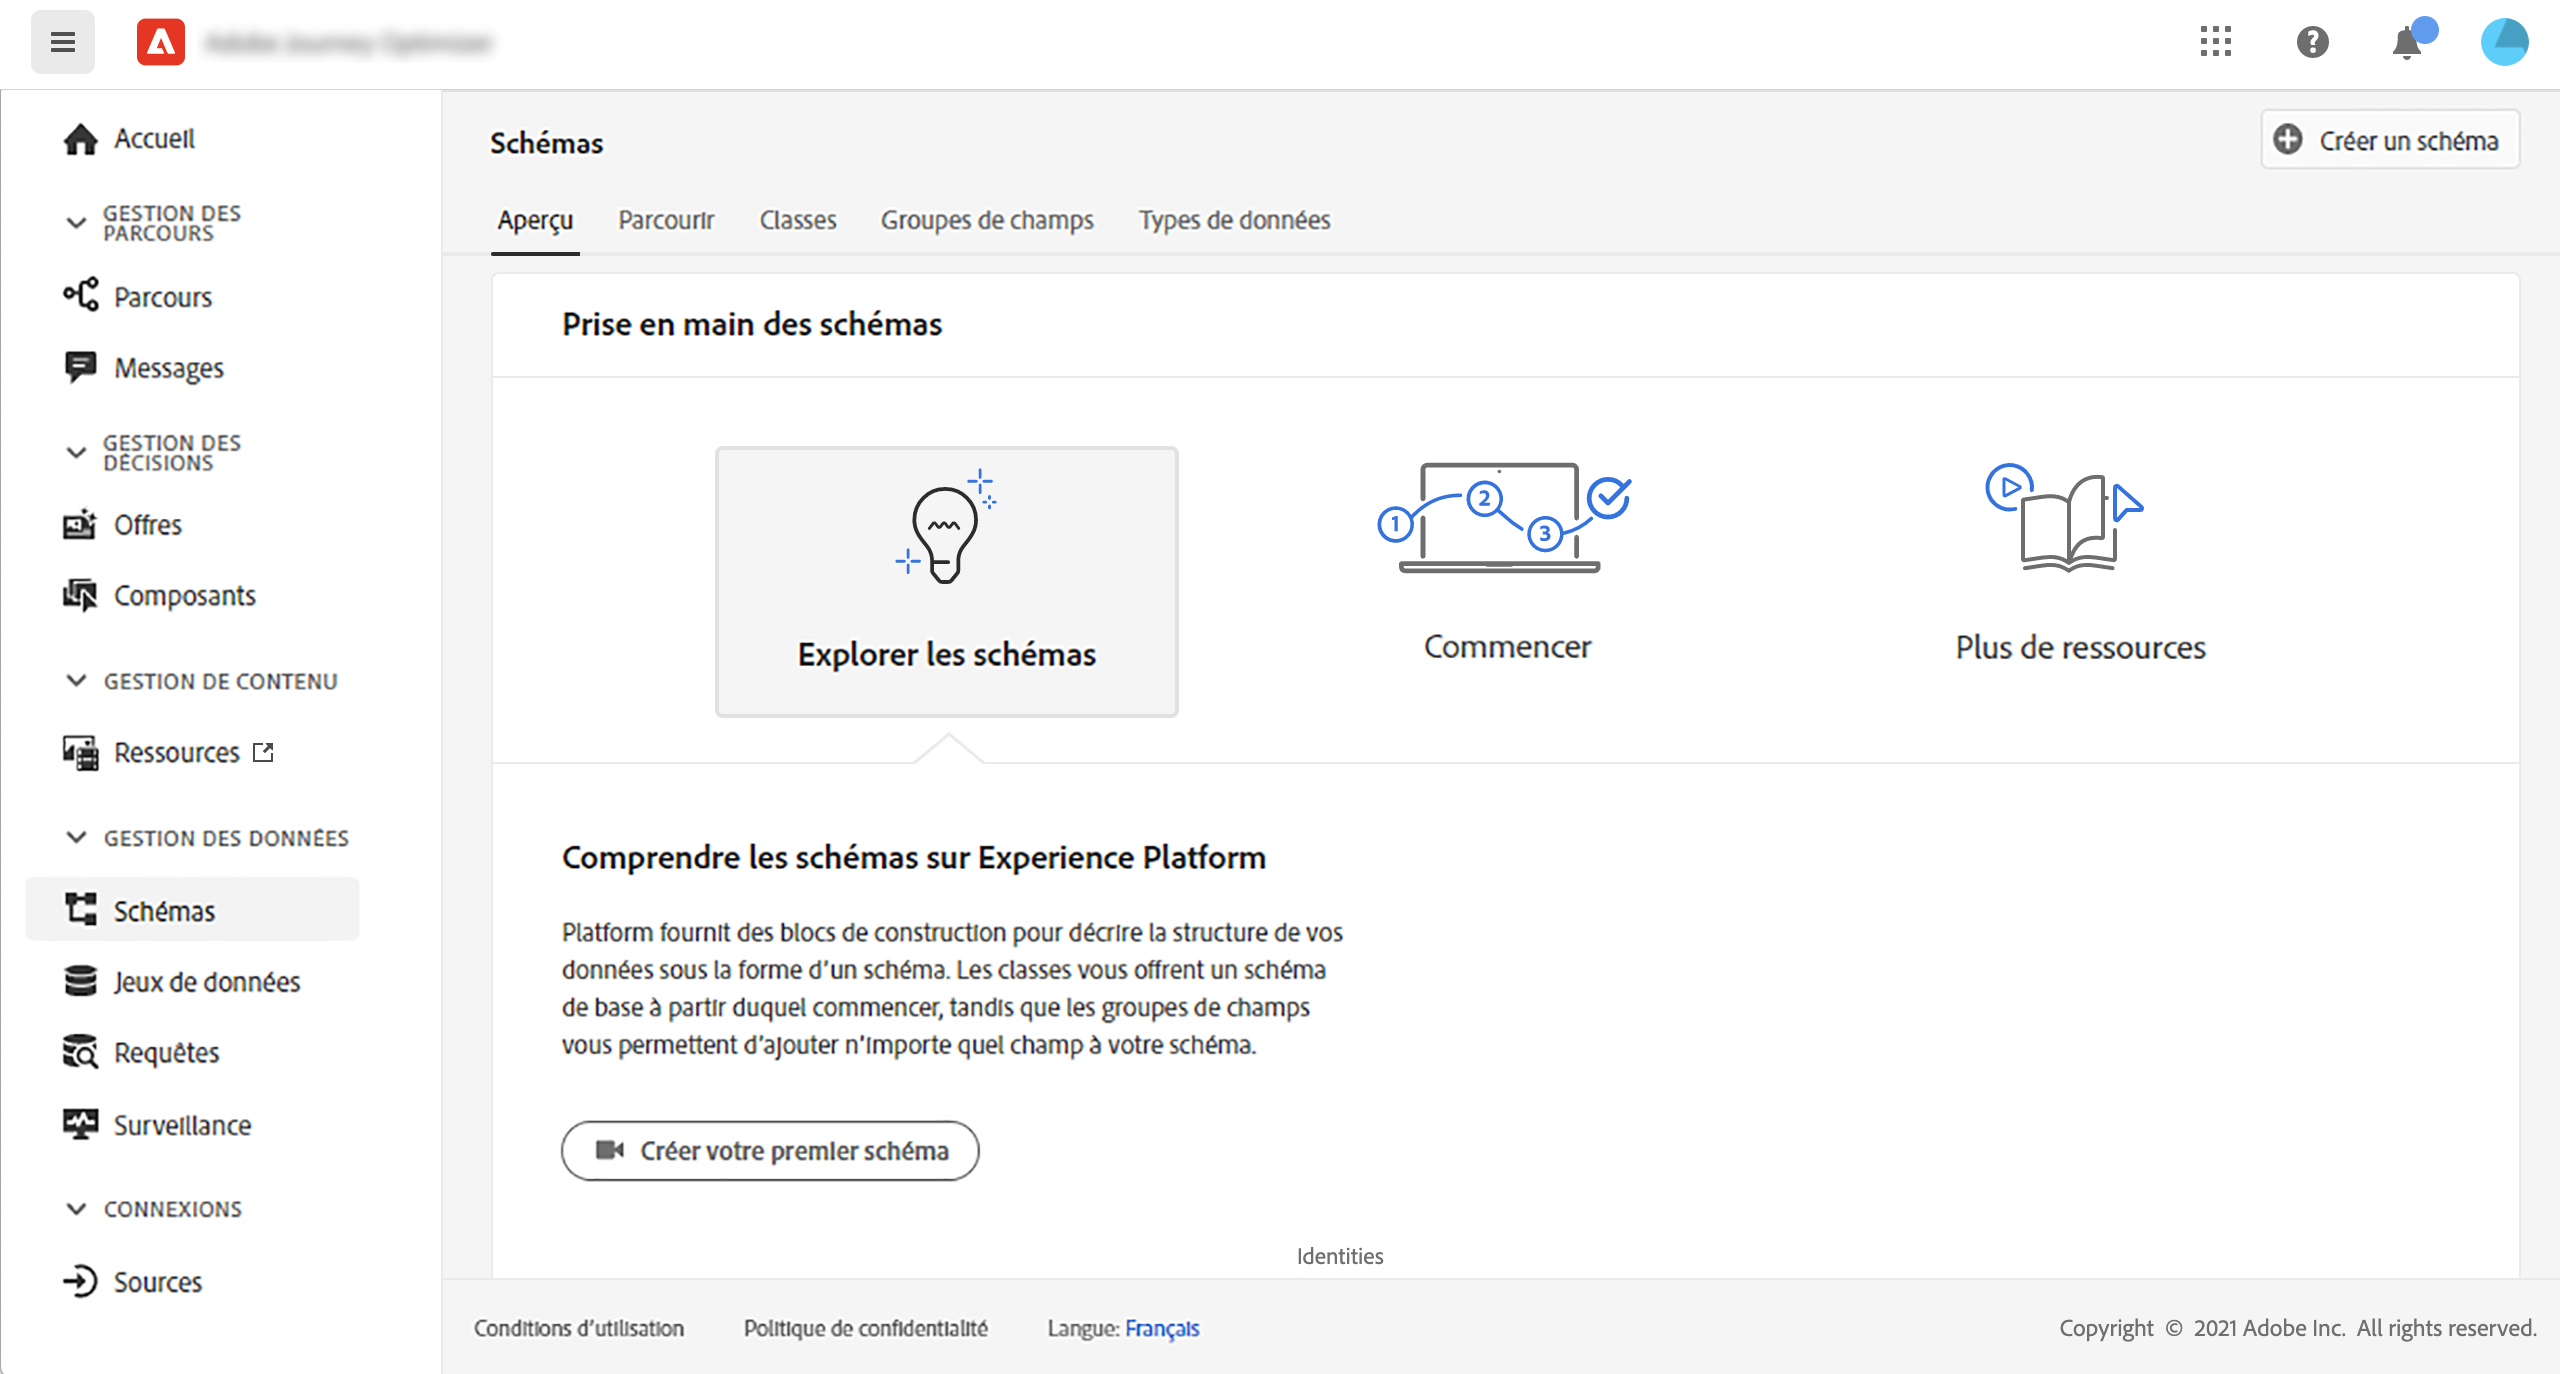 Accueil
GESTION DES
PARCOURS
Parcours
Messages
GESTION DES
DÉCISIONS
Offres
Composants
GESTION DE CONTENU
Ressources
GESTION DES DONNÉES
Schémas
Jeux de données
Requêtes
Surveillance
CONNEXIONS
Sources
Schémas
Créer un schéma
Aperçu Parcourir Classes Groupes de champs Types de données
Prise en main des schémas
1 2 3
Explorer les schémas
Commencer
Plus de ressources
Comprendre les schémas sur Experience Platform
Platform fournit des blocs de construction pour décrire la structure de vos
données sous la forme d'un schéma. Les classes vous offrent un schéma
de base à partir duquel commencer, tandis que les groupes de champs
vous permettent d'ajouter n'importe quel champ à votre schéma.
Créer votre premier schéma
Identities
Conditions d'utilisation Politique de confidentialité Langue: Français
Copyright © 2021 Adobe Inc. All rights reserved.